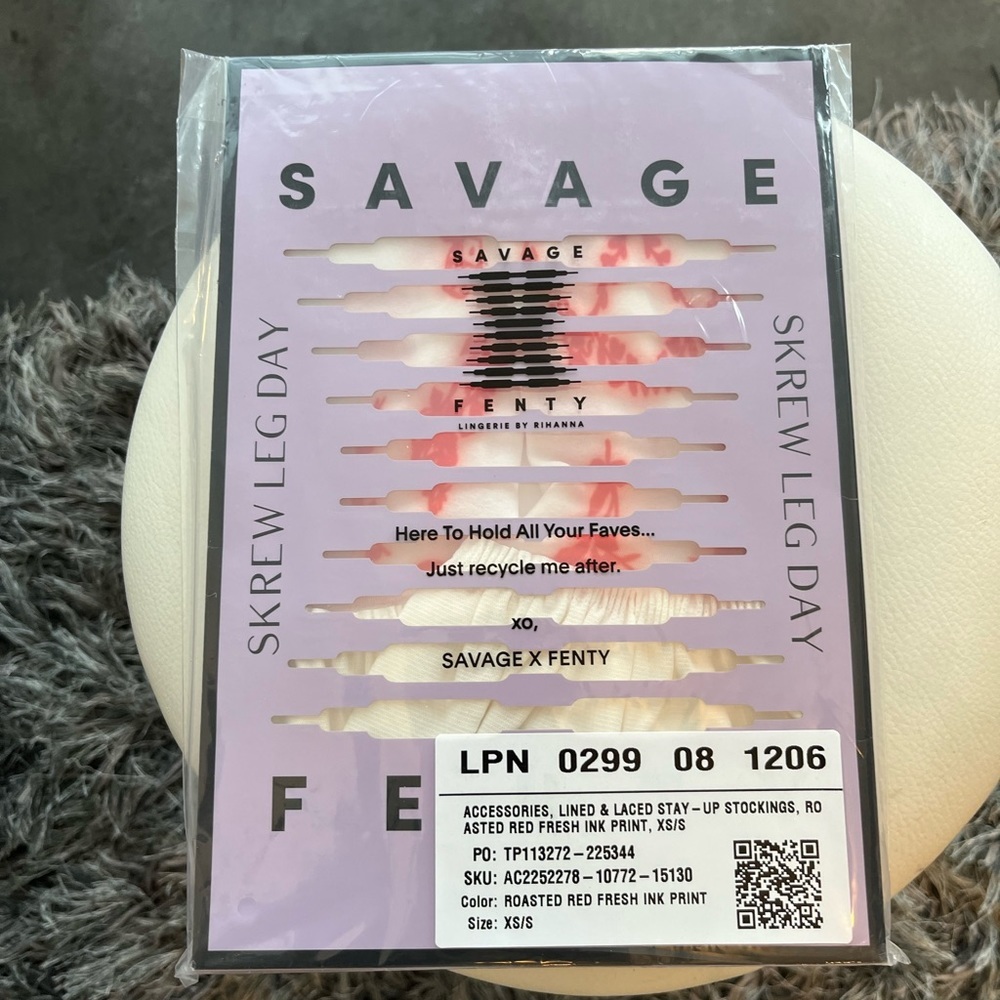 SAVAGE
SAVAGE
FENTY
LINGERIE BY RIHANNA
SKREW LEG DAY
SKREW LEG DAY
Here To Hold All Your Faves...
Just recycle me after.
xo,
SAVAGE X FENTY
FE
LPN 0299 08 1206
ACCESSORIES, LINED & LACED STAY-UP STOCKINGS, RO
ASTED RED FRESH INK PRINT, XS/S
PO: TP113272-225344
SKU: AC2252278-10772-15130
Color: ROASTED RED FRESH INK PRINT
Size: XS/S